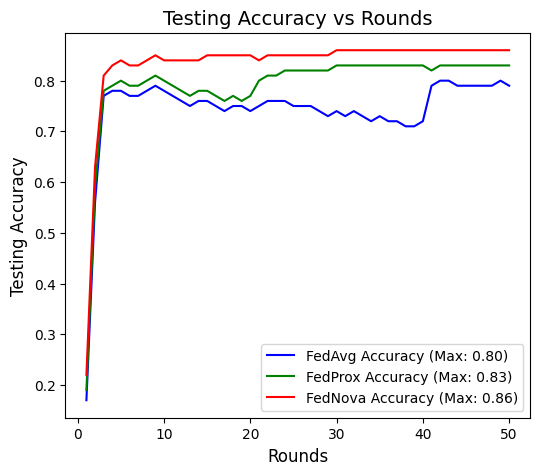 Testing Accuracy vs Rounds
Testing Accuracy
0.8
0.7
0.6
0.5
0.4
0.3
0.2
FedAvg Accuracy (Max: 0.80)
FedProx Accuracy (Max: 0.83)
FedNova Accuracy (Max: 0.86)
0 10 20 30 40 50
Rounds